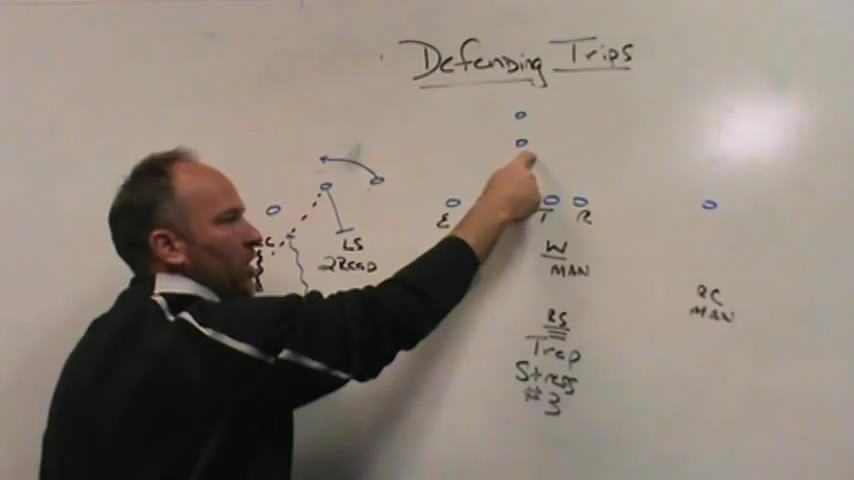 Defending Trips
E T R
LS
2 Read
W
MAN
RC
MAN
RS
Trap
Stress
#3